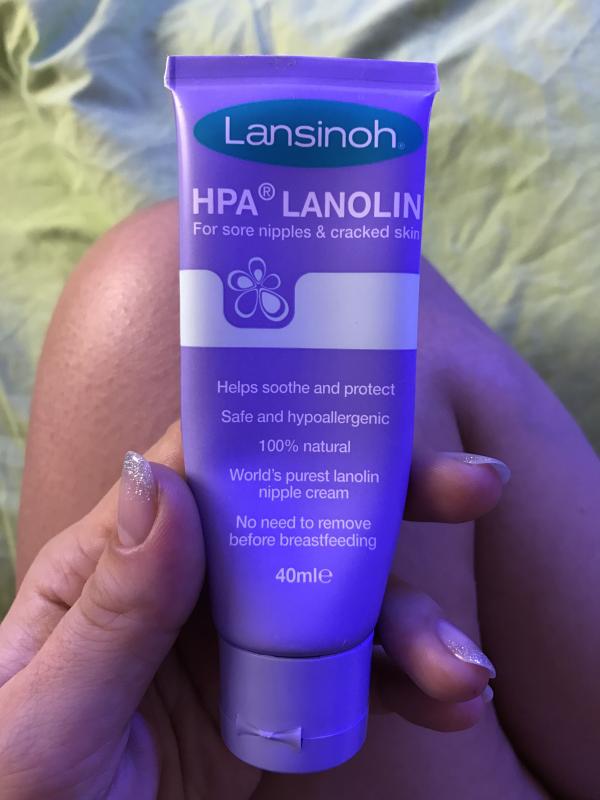 Lansinoh®
HPA® LANOLIN
For sore nipples & cracked skin
Helps soothe and protect
Safe and hypoallergenic
100% natural
World's purest lanolin
nipple cream
No need to remove
before breastfeeding
40ml℮